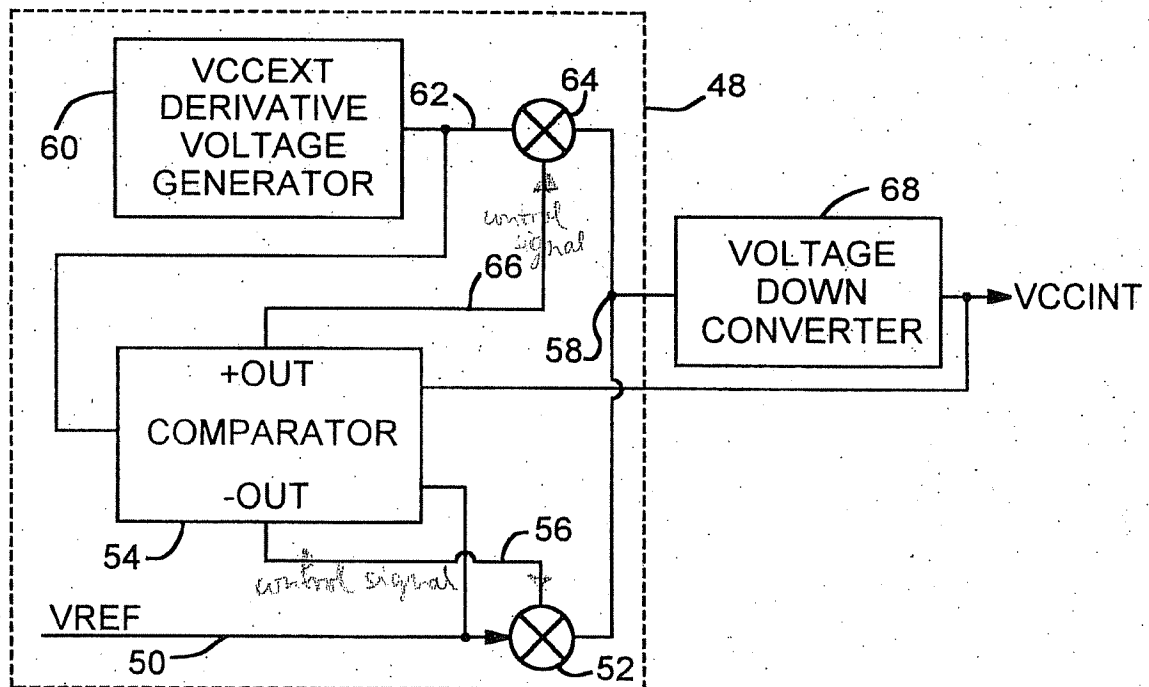 VCCEXT
DERIVATIVE
VOLTAGE
GENERATOR
60
62
64
48
control
signal
66
68
VOLTAGE
DOWN
CONVERTER
VCCINT
58
+OUT
COMPARATOR
-OUT
54
56
control signal
VREF
50
52